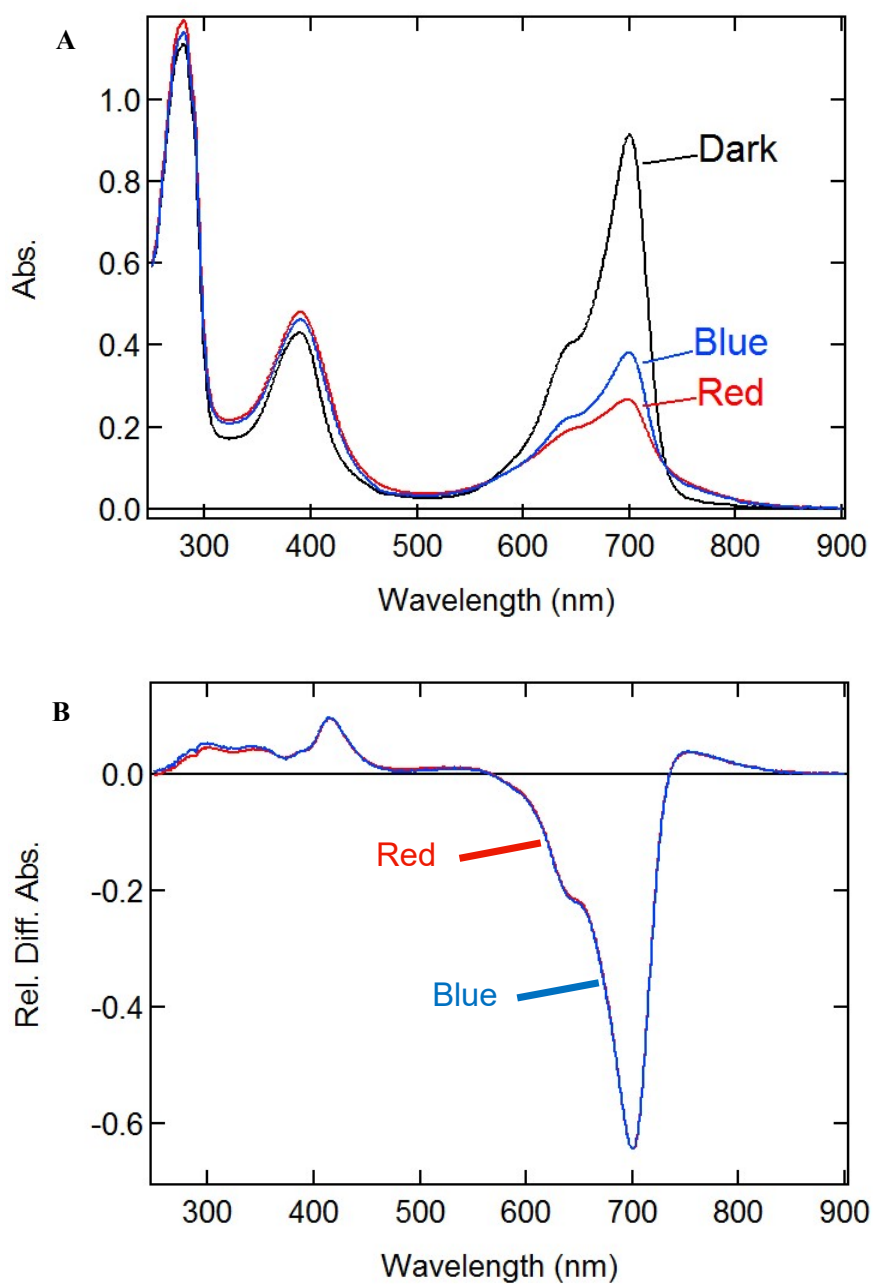 A
1.0
0.8
0.6
0.4
0.2
0.0
Abs.
Dark
Blue
Red
300 400 500 600 700 800 900
Wavelength (nm)
B
0.0
-0.2
-0.4
-0.6
Rel. Diff. Abs.
Red
Blue
300 400 500 600 700 800 900
Wavelength (nm)